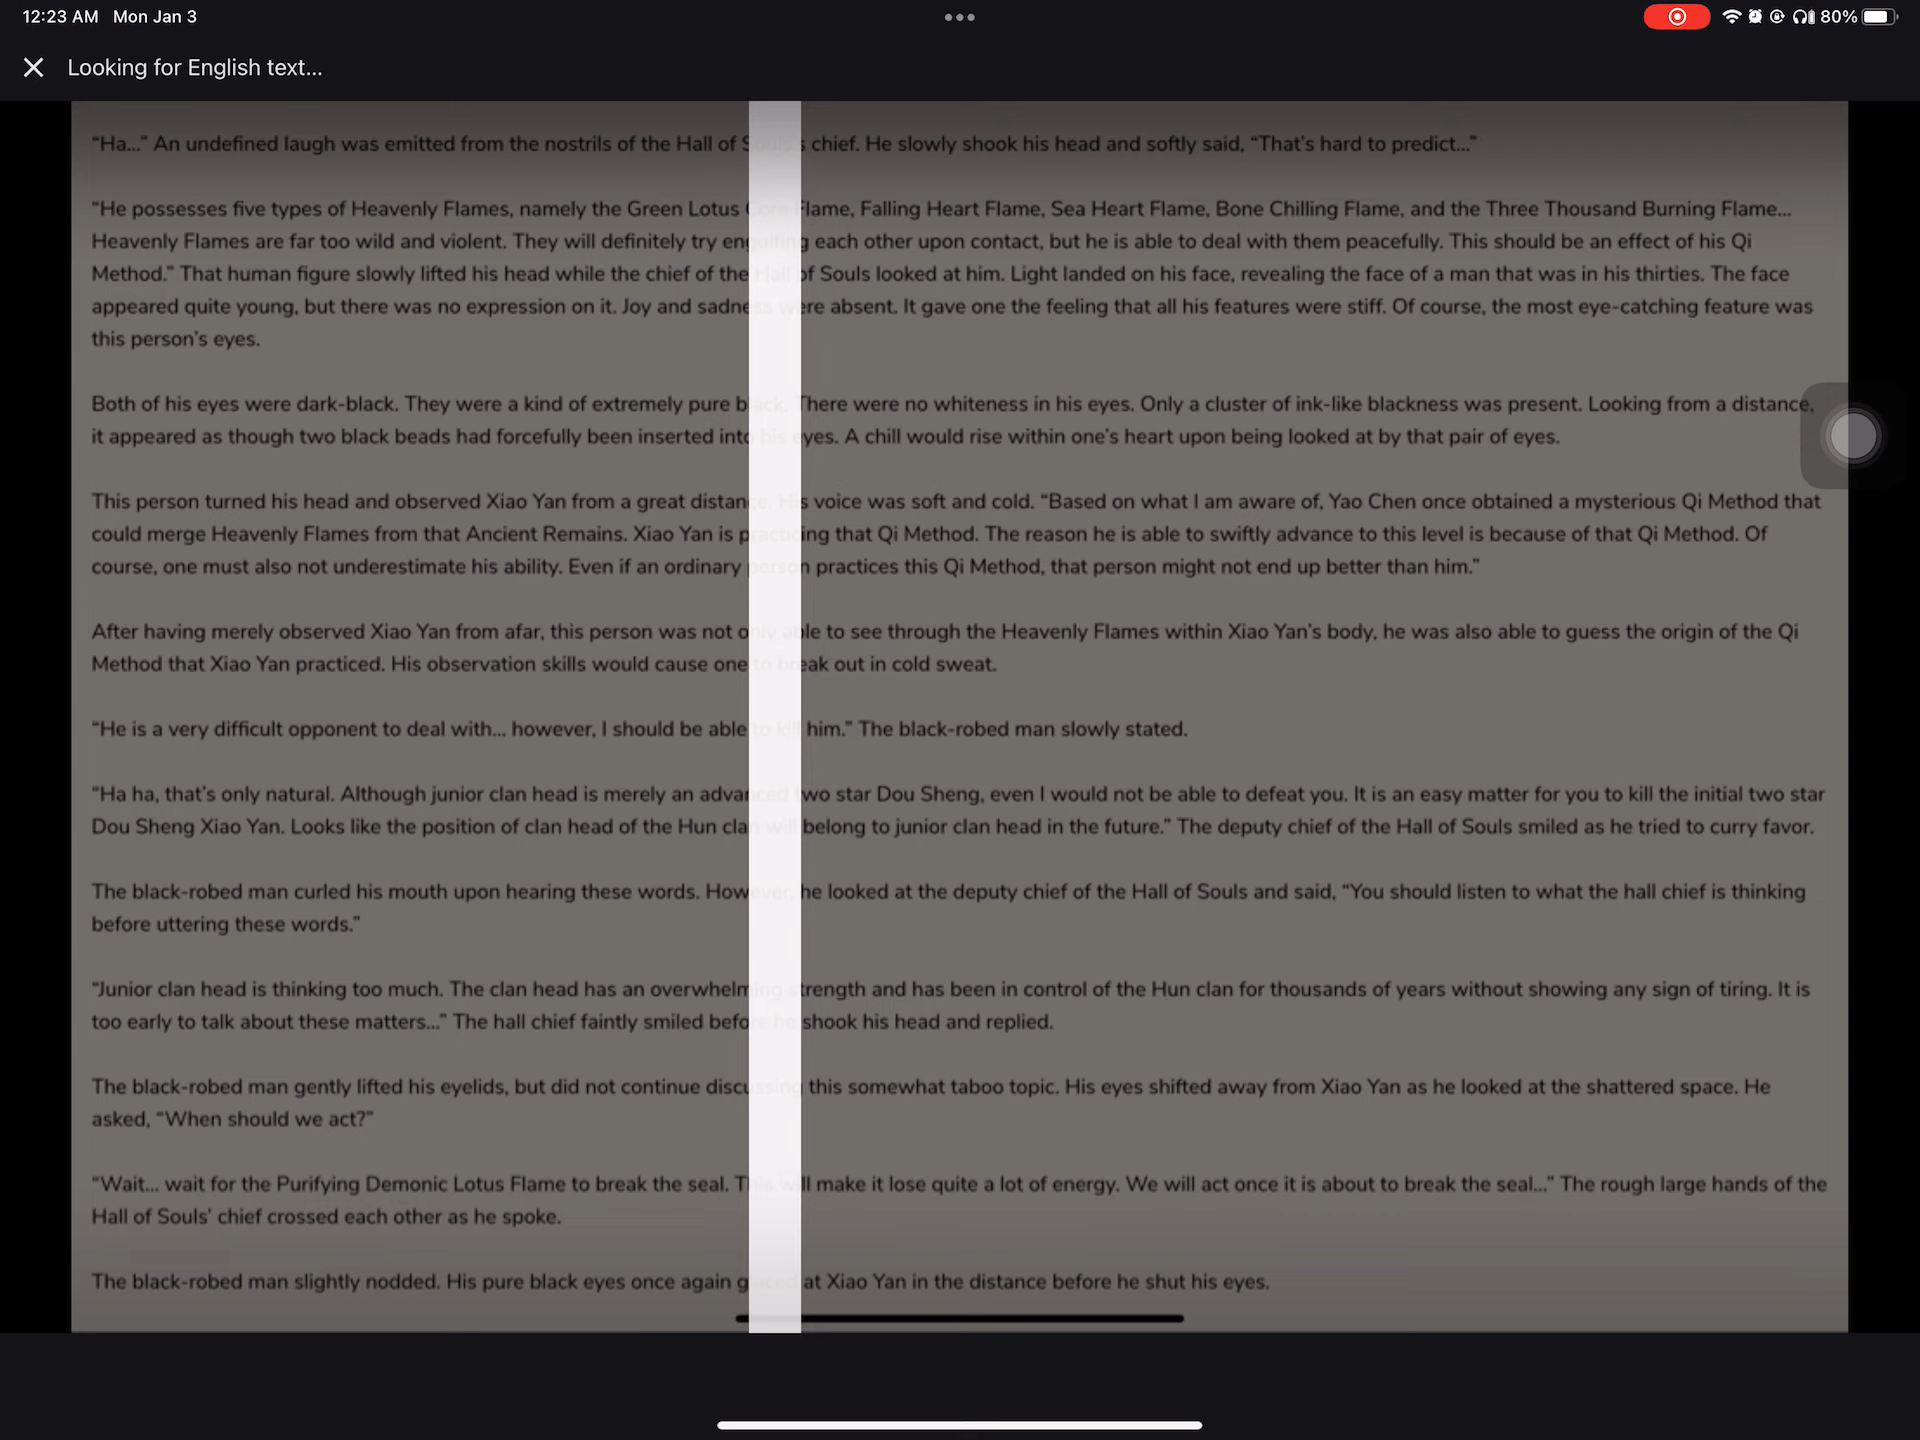 12:23 AM Mon Jan 3
80%
Looking for English text...
“Ha...” An undefined laugh was emitted from the nostrils of the Hall of Souls’s chief. He slowly shook his head and softly said, “That’s hard to predict...”
“He possesses five types of Heavenly Flames, namely the Green Lotus Core Flame, Falling Heart Flame, Sea Heart Flame, Bone Chilling Flame, and the Three Thousand Burning Flame...
Heavenly Flames are far too wild and violent. They will definitely try engulfing each other upon contact, but he is able to deal with them peacefully. This should be an effect of his Qi
Method.” That human figure slowly lifted his head while the chief of the Hall of Souls looked at him. Light landed on his face, revealing the face of a man that was in his thirties. The face
appeared quite young, but there was no expression on it. Joy and sadness were absent. It gave one the feeling that all his features were stiff. Of course, the most eye-catching feature was
this person’s eyes.
Both of his eyes were dark-black. They were a kind of extremely pure black. There were no whiteness in his eyes. Only a cluster of ink-like blackness was present. Looking from a distance,
it appeared as though two black beads had forcefully been inserted into his eyes. A chill would rise within one’s heart upon being looked at by that pair of eyes.
This person turned his head and observed Xiao Yan from a great distance. His voice was soft and cold. “Based on what I am aware of, Yao Chen once obtained a mysterious Qi Method that
could merge Heavenly Flames from that Ancient Remains. Xiao Yan is practicing that Qi Method. The reason he is able to swiftly advance to this level is because of that Qi Method. Of
course, one must also not underestimate his ability. Even if an ordinary person practices this Qi Method, that person might not end up better than him.”
After having merely observed Xiao Yan from afar, this person was not only able to see through the Heavenly Flames within Xiao Yan’s body, he was also able to guess the origin of the Qi
Method that Xiao Yan practiced. His observation skills would cause one to break out in cold sweat.
“He is a very difficult opponent to deal with... however, I should be able to kill him.” The black-robed man slowly stated.
“Ha ha, that’s only natural. Although junior clan head is merely an advanced two star Dou Sheng, even I would not be able to defeat you. It is an easy matter for you to kill the initial two star
Dou Sheng Xiao Yan. Looks like the position of clan head of the Hun clan will belong to junior clan head in the future.” The deputy chief of the Hall of Souls smiled as he tried to curry favor.
The black-robed man curled his mouth upon hearing these words. However, he looked at the deputy chief of the Hall of Souls and said, “You should listen to what the hall chief is thinking
before uttering these words.”
“Junior clan head is thinking too much. The clan head has an overwhelming strength and has been in control of the Hun clan for thousands of years without showing any sign of tiring. It is
too early to talk about these matters...” The hall chief faintly smiled before he shook his head and replied.
The black-robed man gently lifted his eyelids, but did not continue discussing this somewhat taboo topic. His eyes shifted away from Xiao Yan as he looked at the shattered space. He
asked, “When should we act?”
“Wait... wait for the Purifying Demonic Lotus Flame to break the seal. This will make it lose quite a lot of energy. We will act once it is about to break the seal...” The rough large hands of the
Hall of Souls’ chief crossed each other as he spoke.
The black-robed man slightly nodded. His pure black eyes once again glanced at Xiao Yan in the distance before he shut his eyes.